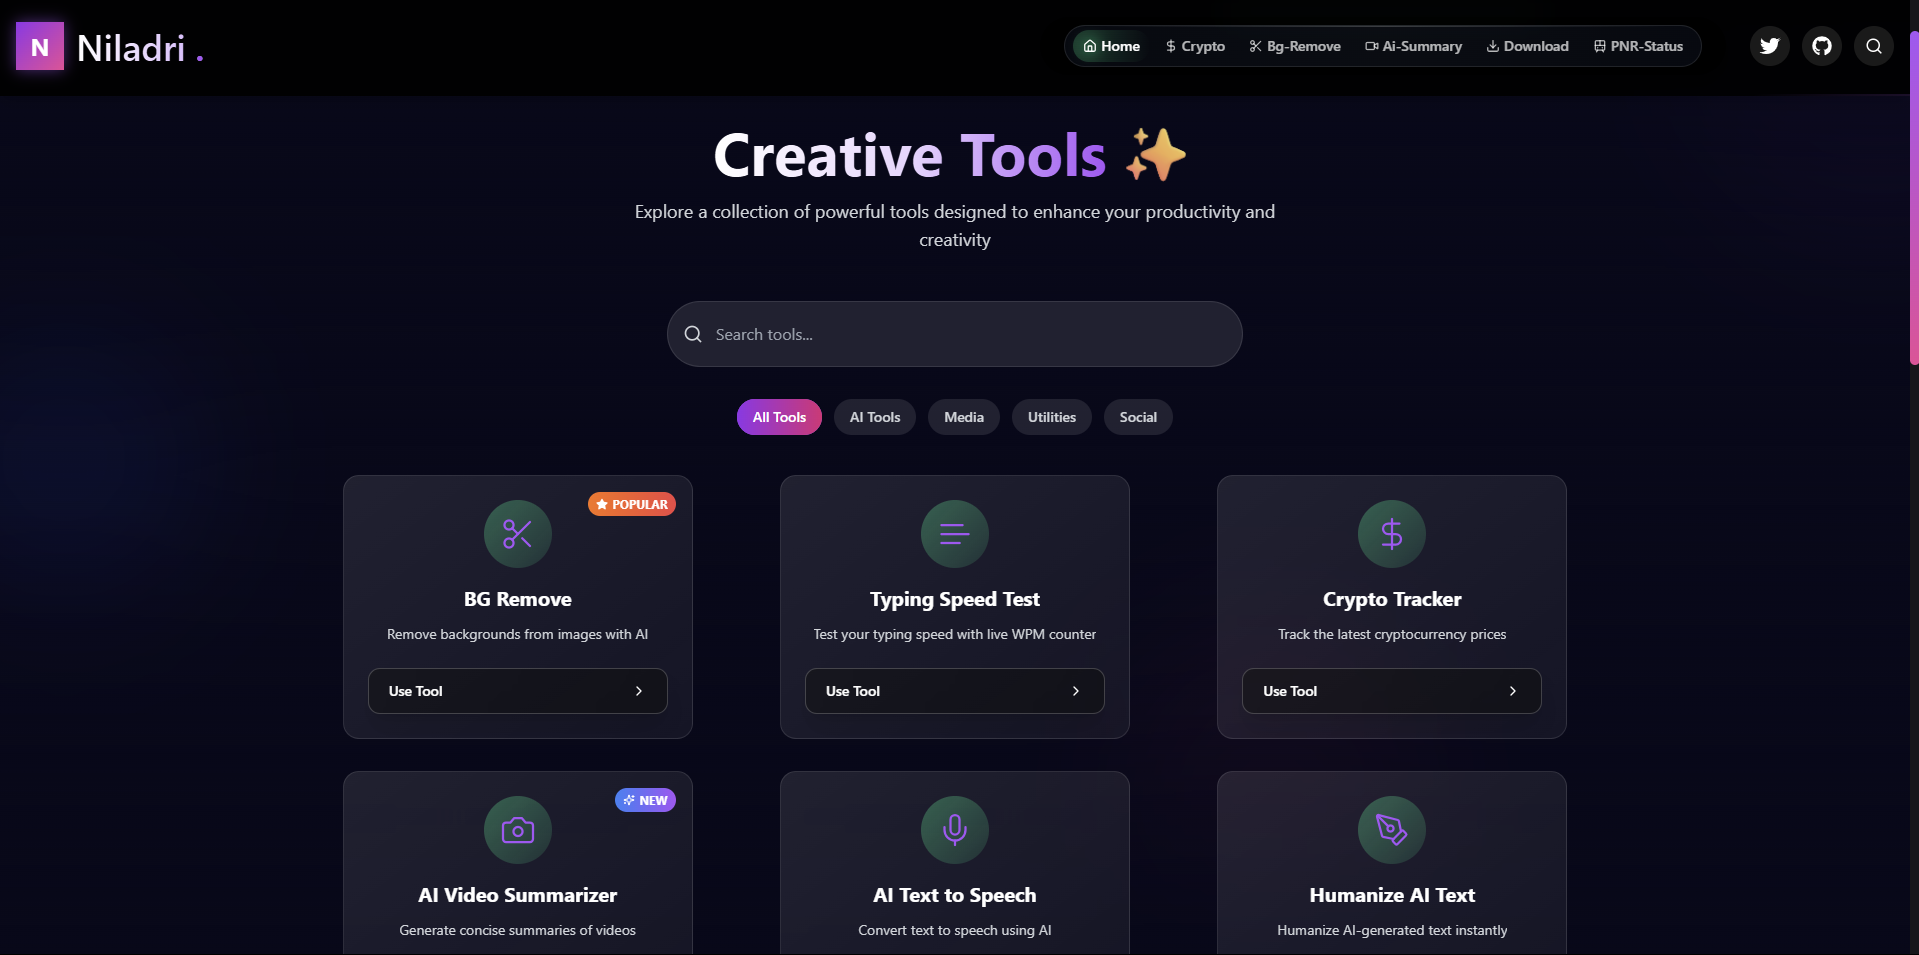 N
Niladri .
Home
Crypto
Bg-Remove
Ai-Summary
Download
PNR-Status
Creative Tools ✨
Explore a collection of powerful tools designed to enhance your productivity and
creativity
Search tools...
All Tools
AI Tools
Media
Utilities
Social
POPULAR
BG Remove
Remove backgrounds from images with AI
Use Tool
Typing Speed Test
Test your typing speed with live WPM counter
Use Tool
Crypto Tracker
Track the latest cryptocurrency prices
Use Tool
NEW
AI Video Summarizer
Generate concise summaries of videos
AI Text to Speech
Convert text to speech using AI
Humanize AI Text
Humanize AI-generated text instantly